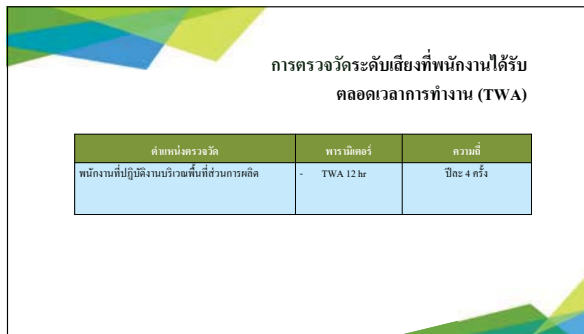 การตรวจวัดระดับเสียงที่พนักงานได้รับ
ตลอดเวลาการทำงาน (TWA)
ตำแหน่งตรวจวัด พารามิเตอร์ ความถี่
พนักงานที่ปฏิบัติงานบริเวณพื้นที่ส่วนการผลิต - TWA 12 hr ปีละ 4 ครั้ง